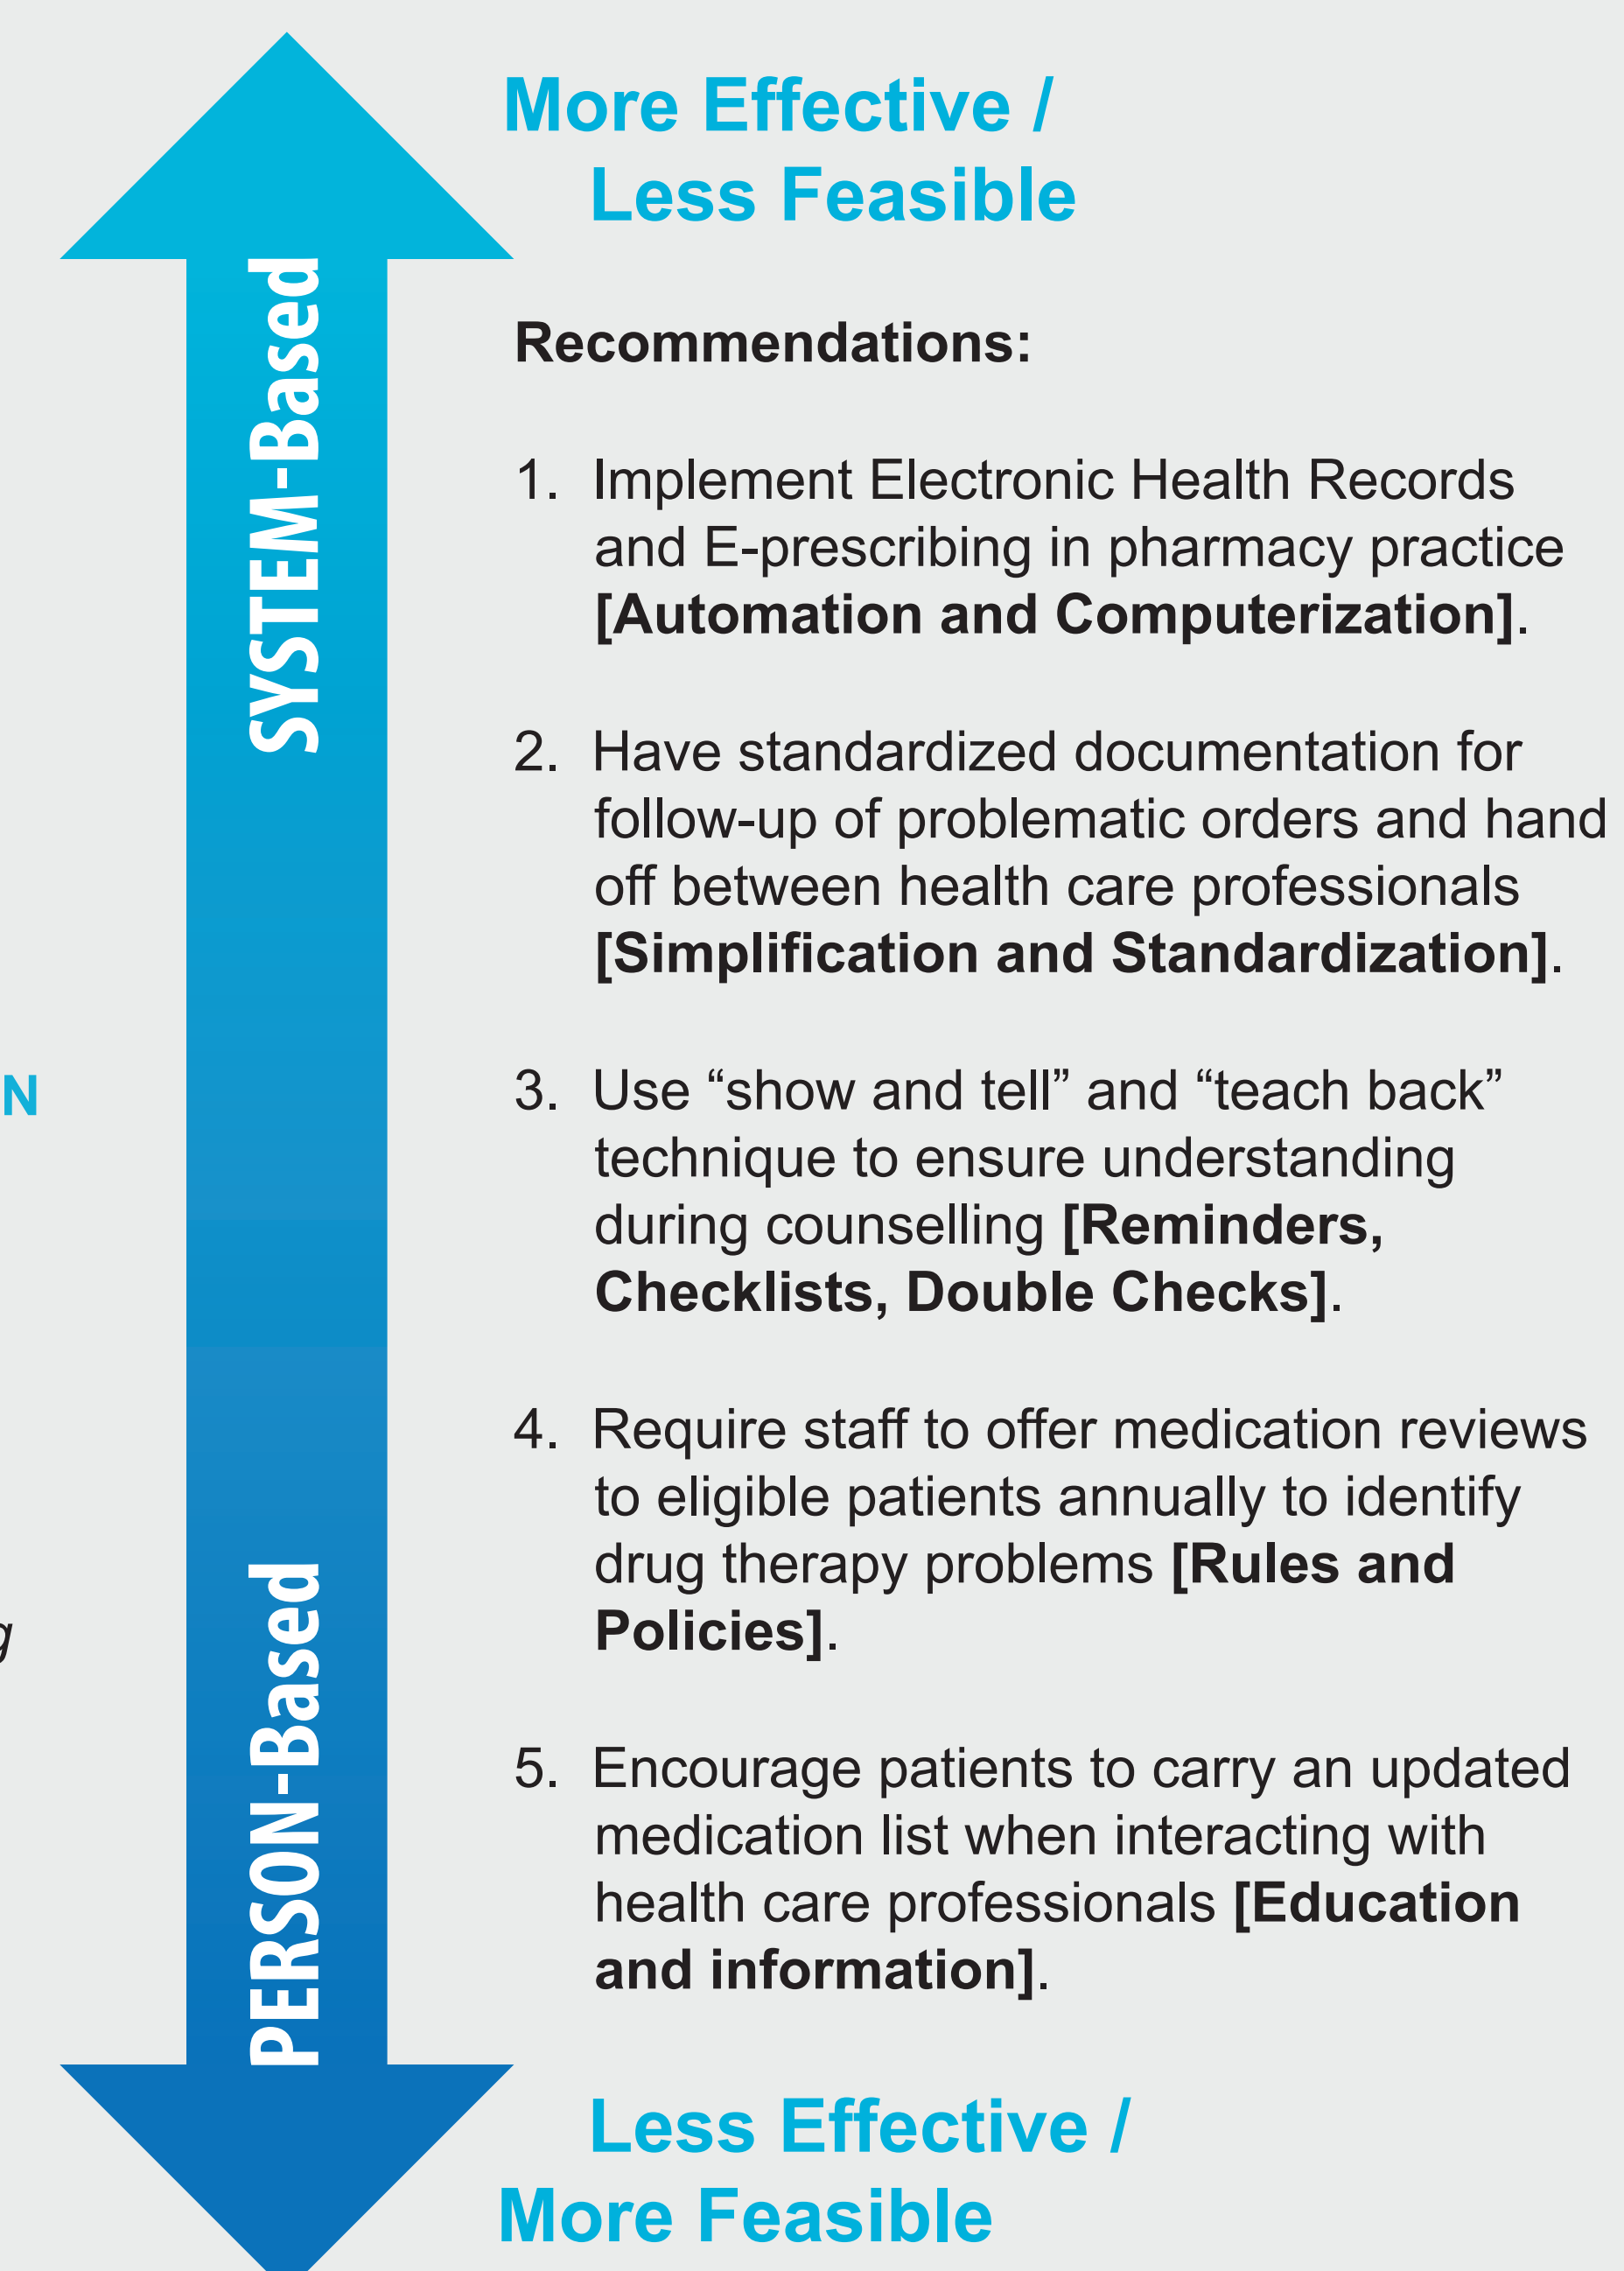 More Effective /
Less Feasible
SYSTEM-Based
Recommendations:
1. Implement Electronic Health Records
and E-prescribing in pharmacy practice
[Automation and Computerization].
2. Have standardized documentation for
follow-up of problematic orders and hand
off between health care professionals
[Simplification and Standardization].
N
3. Use “show and tell” and “teach back”
technique to ensure understanding
during counselling [Reminders,
Checklists, Double Checks].
4. Require staff to offer medication reviews
to eligible patients annually to identify
drug therapy problems [Rules and
Policies].
g
PERSON-Based
5. Encourage patients to carry an updated
medication list when interacting with
health care professionals [Education
and information].
Less Effective /
More Feasible